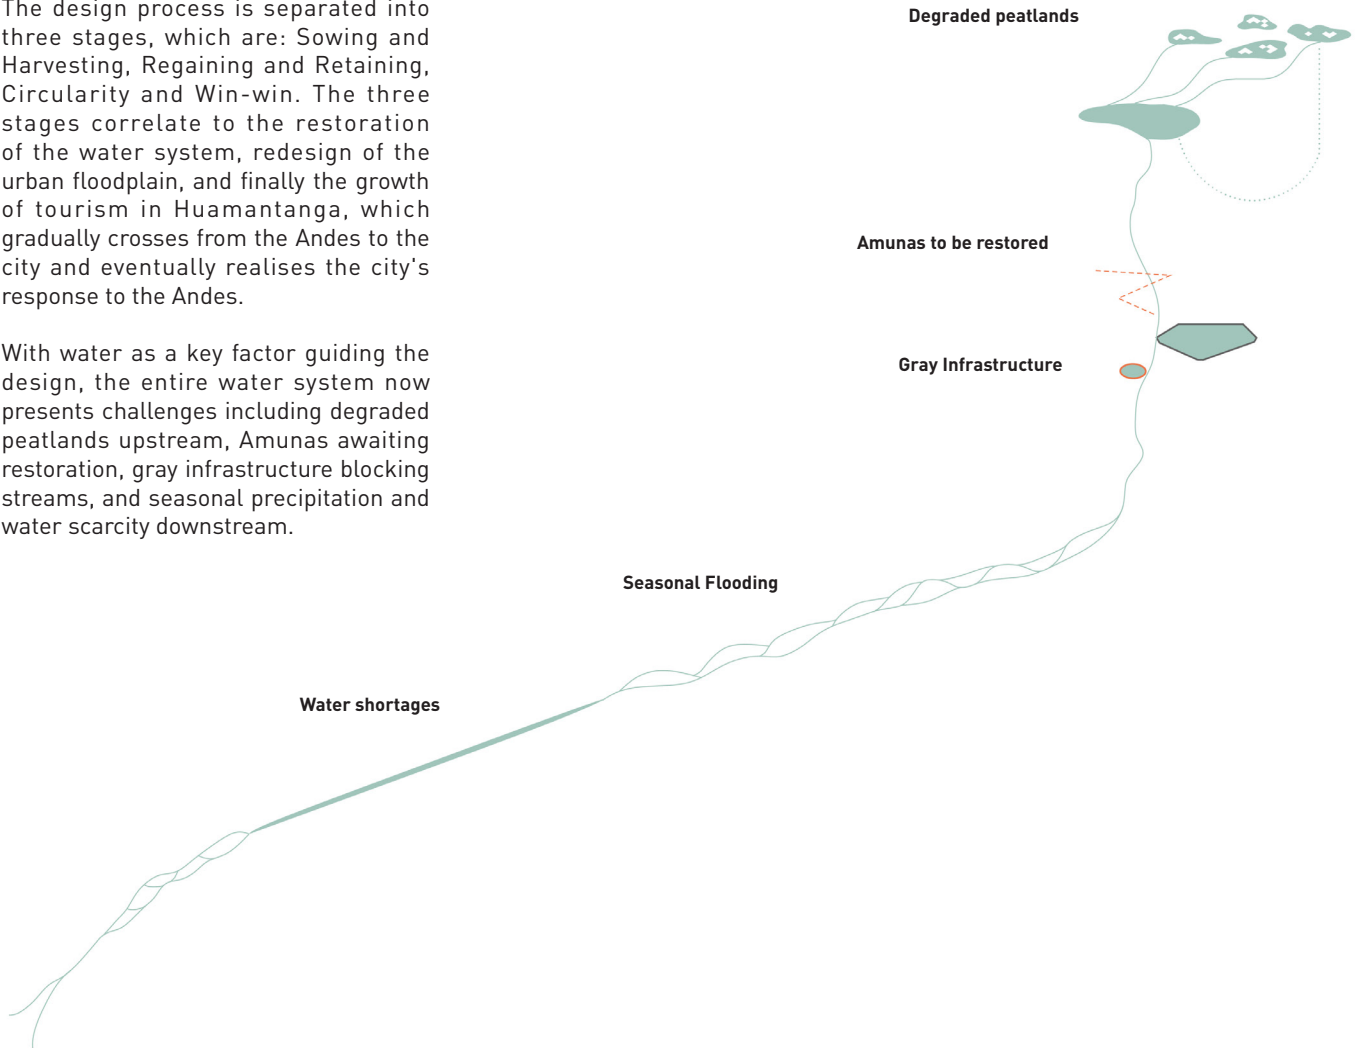 The design process is separated into
three stages, which are: Sowing and
Harvesting, Regaining and Retaining,
Circularity and Win-win. The three
stages correlate to the restoration
of the water system, redesign of the
urban floodplain, and finally the growth
of tourism in Huamantanga, which
gradually crosses from the Andes to the
city and eventually realises the city's
response to the Andes.
With water as a key factor guiding the
design, the entire water system now
presents challenges including degraded
peatlands upstream, Amunas awaiting
restoration, gray infrastructure blocking
streams, and seasonal precipitation and
water scarcity downstream.
Degraded peatlands
Amunas to be restored
Gray Infrastructure
Seasonal Flooding
Water shortages